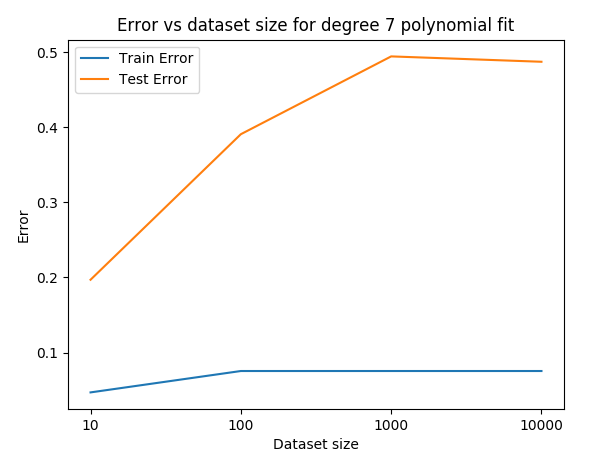 Error vs dataset size for degree 7 polynomial fit
Train Error
Test Error
0.5
0.4
0.3
0.2
0.1
Error
10 100 1000 10000
Dataset size